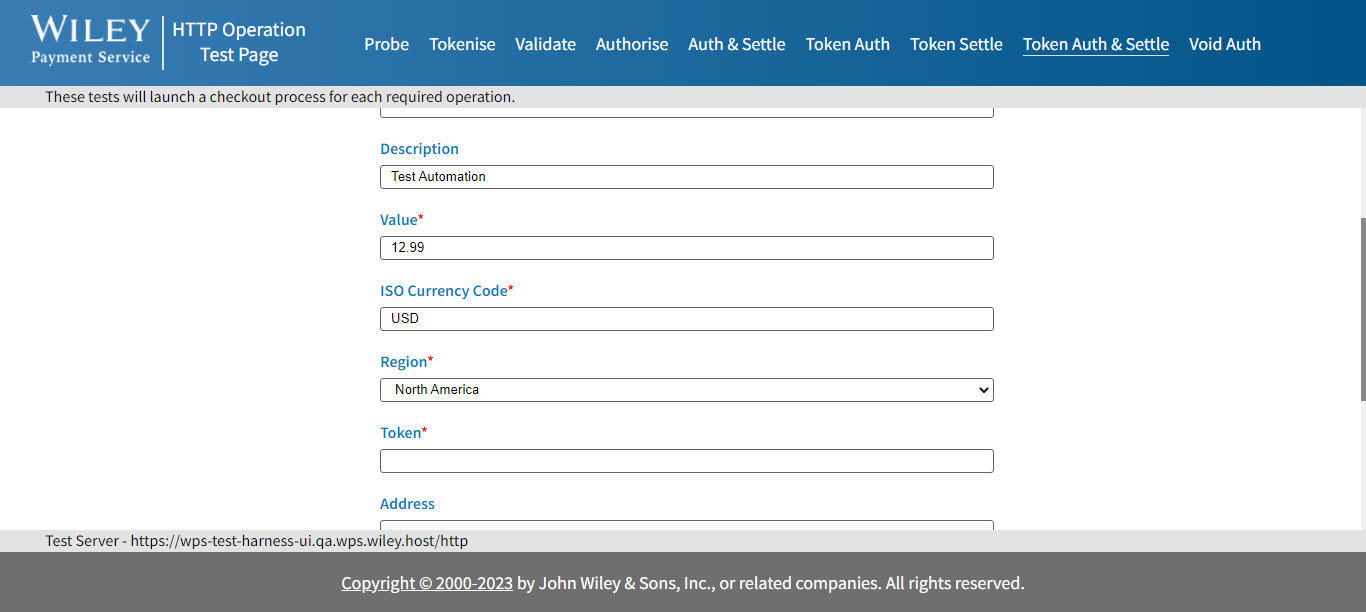 WILEY
Payment Service
HTTP Operation
Test Page
Probe Tokenise Validate Authorise Auth & Settle Token Auth Token Settle Token Auth & Settle Void Auth
These tests will launch a checkout process for each required operation.
Description
Test Automation
Value*
12.99
ISO Currency Code*
USD
Region*
North America
Token*
Address
Test Server - https://wps-test-harness-ui.qa.wps.wiley.host/http
Copyright © 2000-2023 by John Wiley & Sons, Inc., or related companies. All rights reserved.